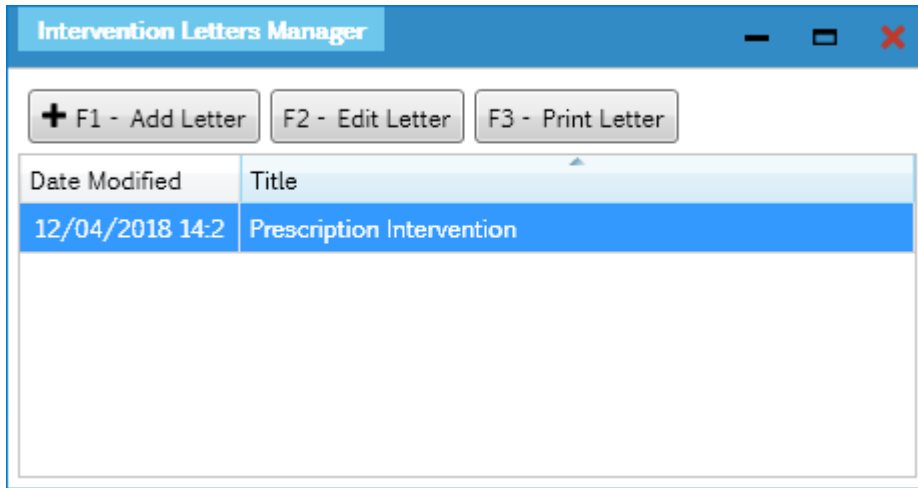 Intervention Letters Manager
+ F1 - Add Letter F2 - Edit Letter F3 - Print Letter
Date Modified Title
12/04/2018 14:2 Prescription Intervention